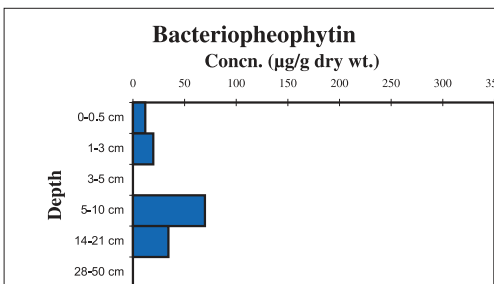 Bacteriopheophytin
Concn. (µg/g dry wt.)
0 50 100 150 200 250 300
Depth
0-0.5 cm
1-3 cm
3-5 cm
5-10 cm
14-21 cm
28-50 cm